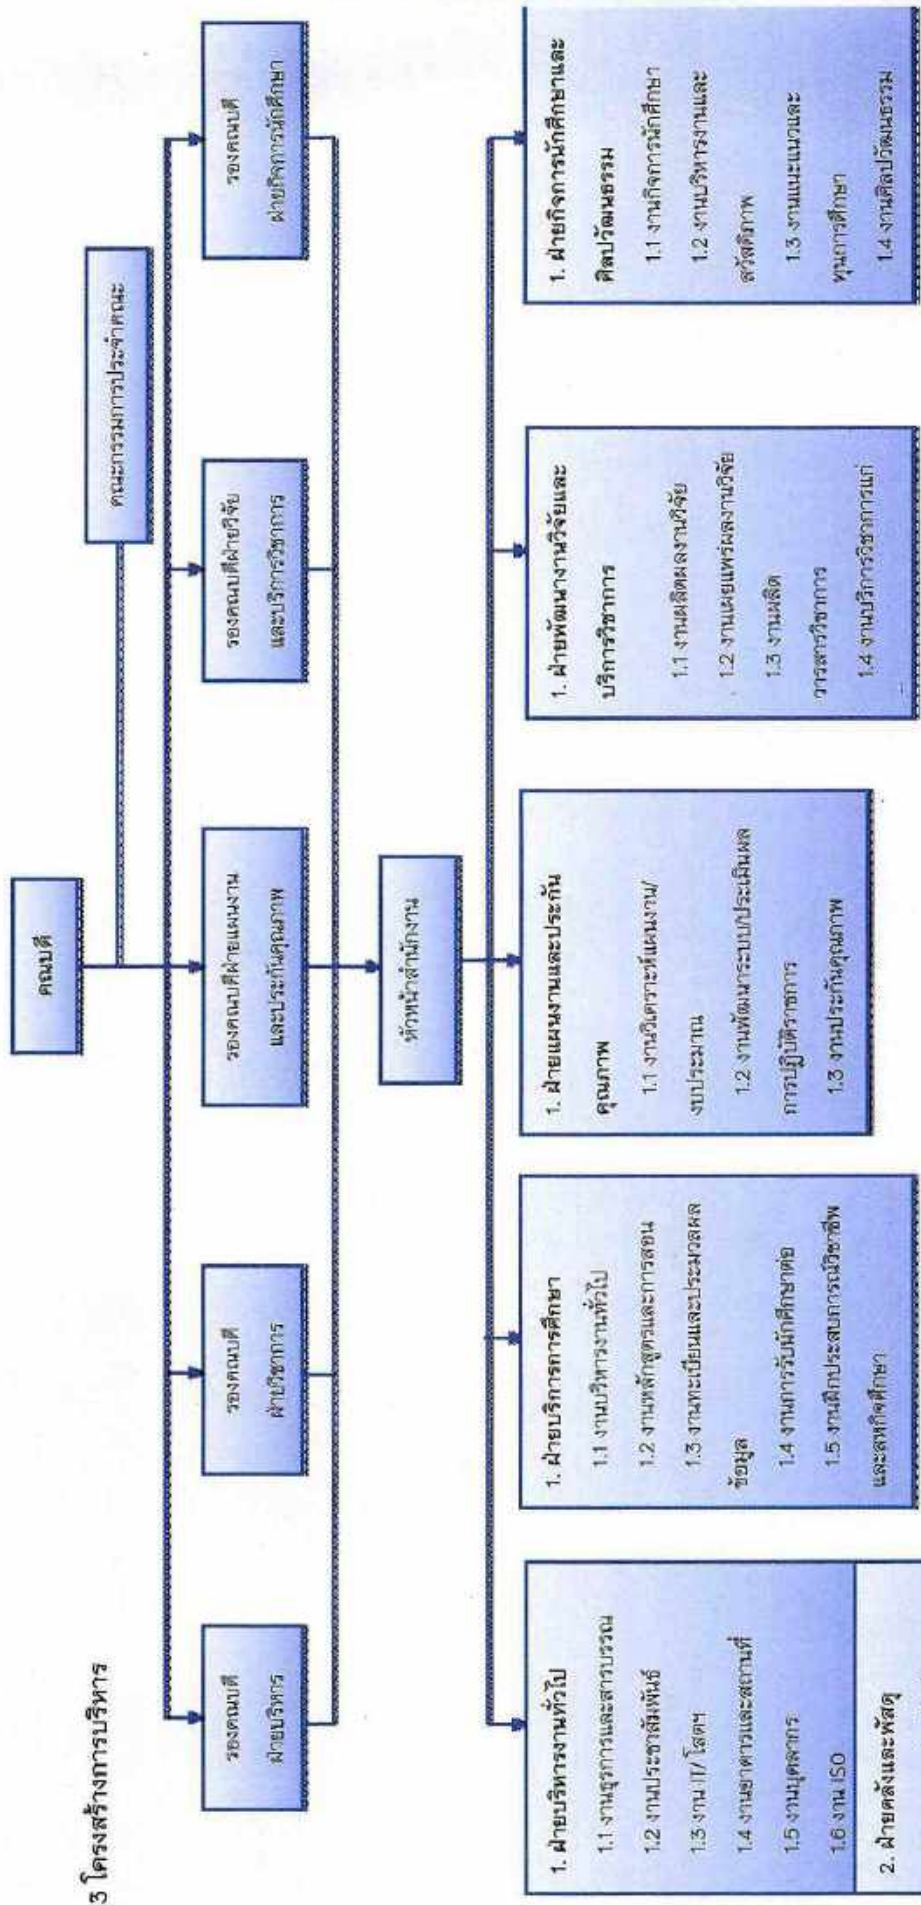 3 โครงสร้างการบริหาร
คณบดี
คณะกรรมการประจำคณะ
รองคณบดี
ฝ่ายบริหาร
รองคณบดี
ฝ่ายวิชาการ
รองคณบดีฝ่ายแผนงาน
และประกันคุณภาพ
รองคณบดีฝ่ายวิจัย
และบริการวิชาการ
รองคณบดี
ฝ่ายกิจการนักศึกษา
หัวหน้าสำนักงาน
1. ฝ่ายบริหารงานทั่วไป
1.1 งานธุรการและสารบรรณ
1.2 งานประชาสัมพันธ์
1.3 งาน IT/ โสตฯ
1.4 งานอาคารและสถานที่
1.5 งานบุคลากร
1.6 งาน ISO
2. ฝ่ายคลังและพัสดุ
1. ฝ่ายบริการการศึกษา
1.1 งานบริหารงานทั่วไป
1.2 งานหลักสูตรและการสอน
1.3 งานทะเบียนและประมวลผล
ข้อมูล
1.4 งานการรับนักศึกษาต่อ
1.5 งานฝึกประสบการณ์วิชาชีพ
และสหกิจศึกษา
1. ฝ่ายแผนงานและประกัน
คุณภาพ
1.1 งานวิเคราะห์แผนงาน/
งบประมาณ
1.2 งานพัฒนาระบบ/ประเมินผล
การปฏิบัติราชการ
1.3 งานประกันคุณภาพ
1. ฝ่ายพัฒนางานวิจัยและ
บริการวิชาการ
1.1 งานผลิตผลงานวิจัย
1.2 งานเผยแพร่ผลงานวิจัย
1.3 งานผลิต
วารสารวิชาการ
1.4 งานบริการวิชาการแก่
1. ฝ่ายกิจการนักศึกษาและ
ศิลปวัฒนธรรม
1.1 งานกิจการนักศึกษา
1.2 งานบริหารงานและ
สวัสดิภาพ
1.3 งานแนะแนวและ
ทุนการศึกษา
1.4 งานศิลปวัฒนธรรม